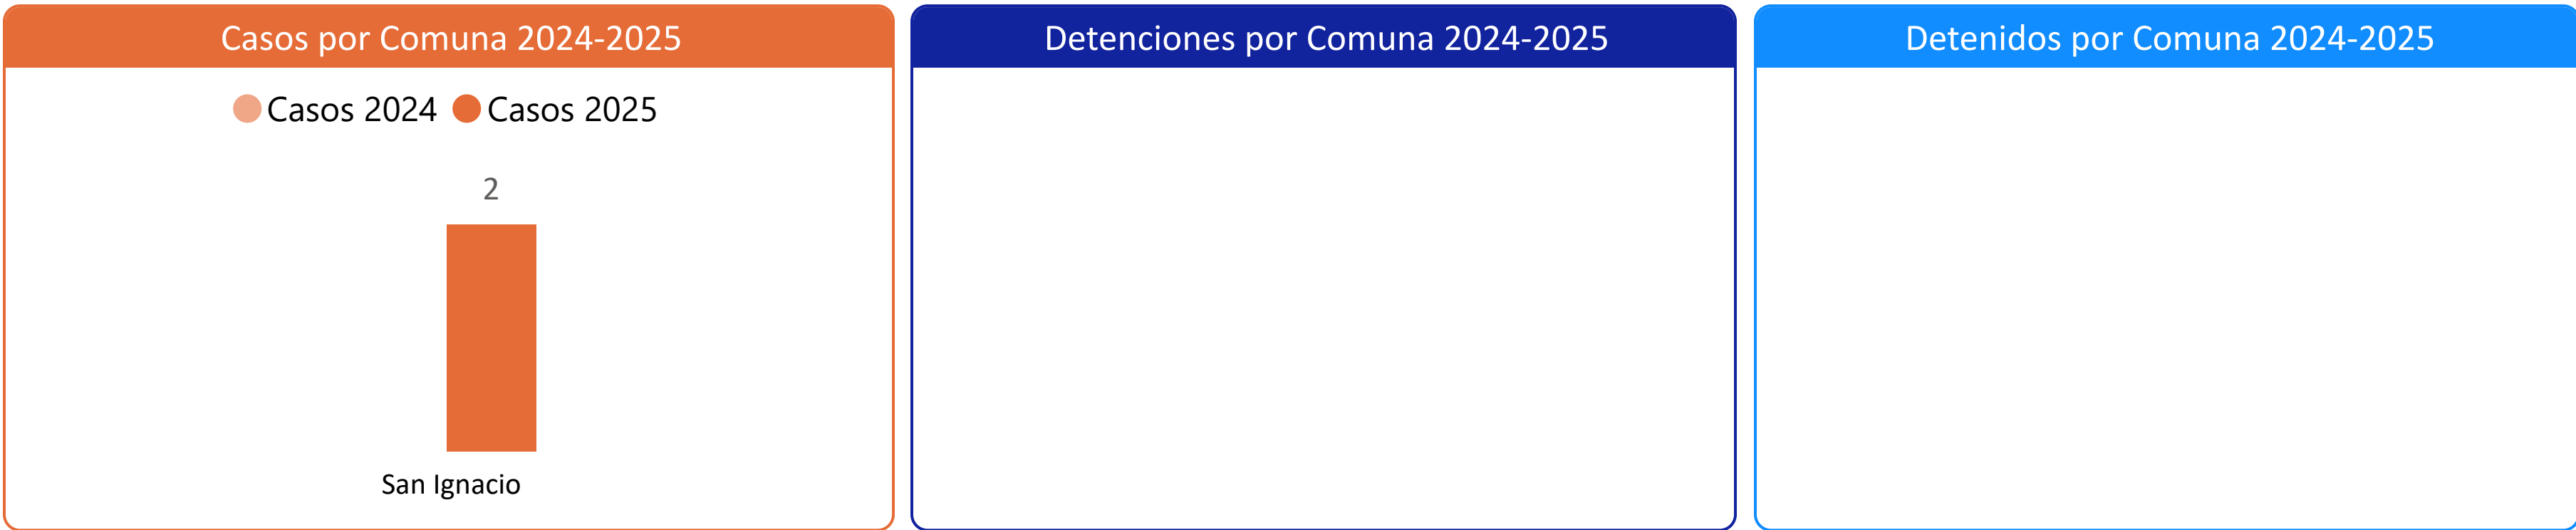 Casos por Comuna 2024-2025
Casos 2024 Casos 2025
2
San Ignacio
Detenciones por Comuna 2024-2025
Detenidos por Comuna 2024-2025